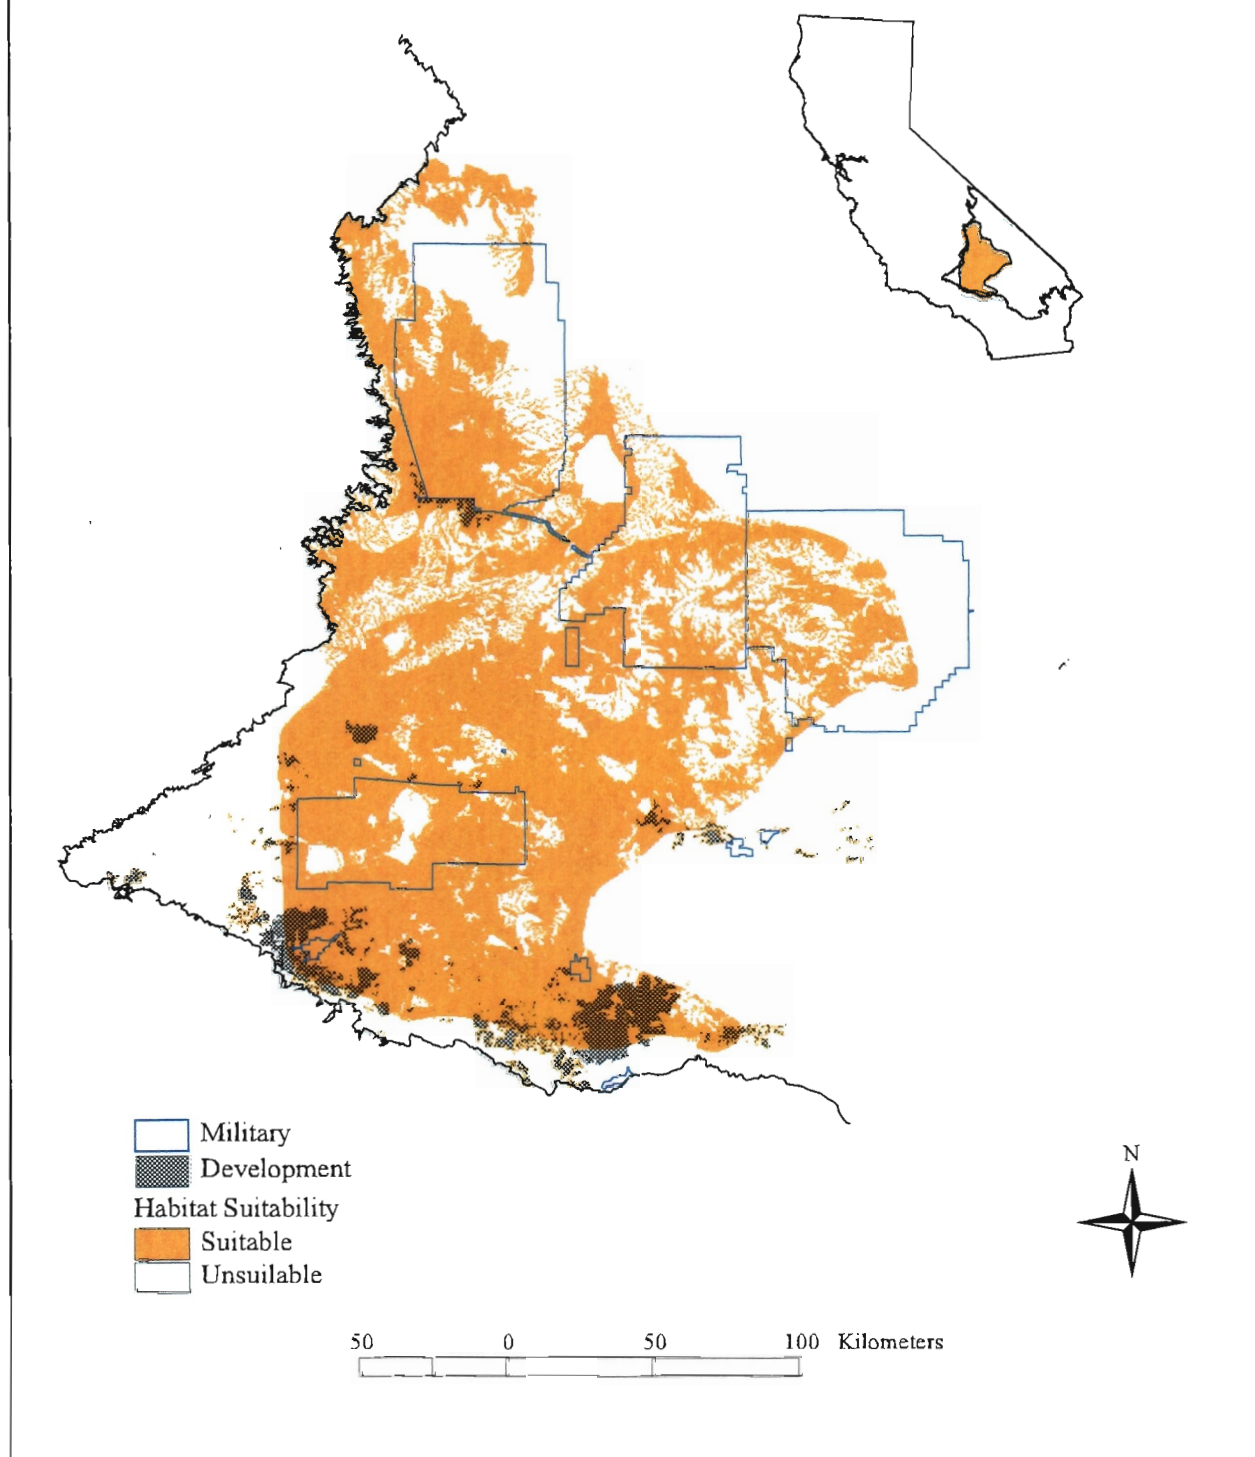 Military
Development
Habitat Suitability
Suitable
Unsuilable
N
50 0 50 100 Kilometers